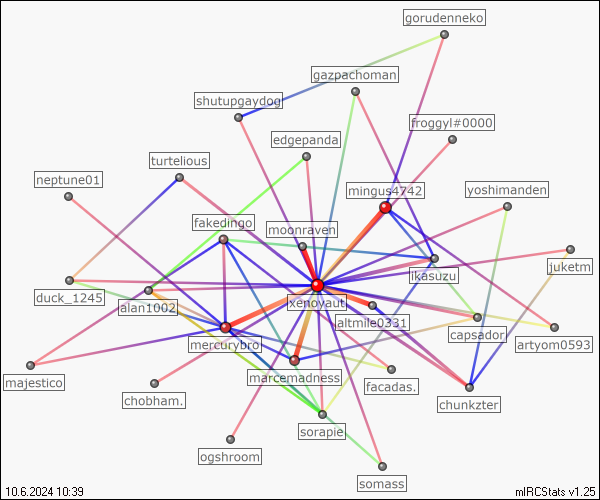 gorudenneko
gazpachoman
shutupgaydog
froggyl#0000
edgepanda
turtelious
neptune01
mingus4742
yoshimanden
fakedingo
moonraven
ikasuzu
juketm
duck_1245
xenoyaut
alan1002
altmile0331
capsador
artyom0593
mercurybro
marcemadness
majestico
facadas.
chobham.
chunkzter
sorapie
ogshroom
somass
10.6.2024 10:39
mIRCStats v1.25